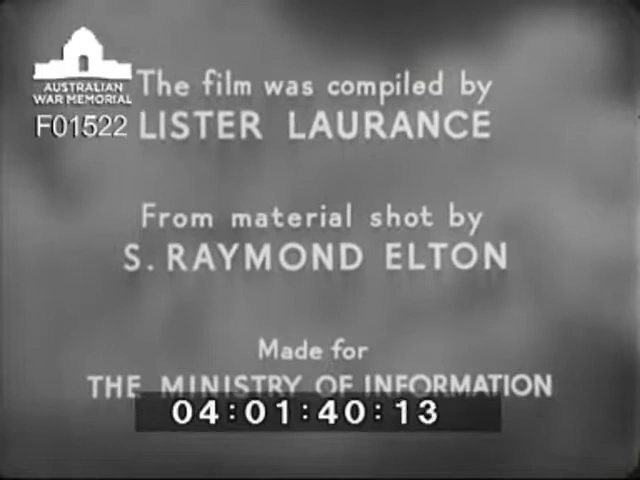 AUSTRALIAN
WAR MEMORIAL
F01522
The film was compiled by
LISTER LAURANCE
From material shot by
S. RAYMOND ELTON
Made for
THE MINISTRY OF INFORMATION
04:01:40:13